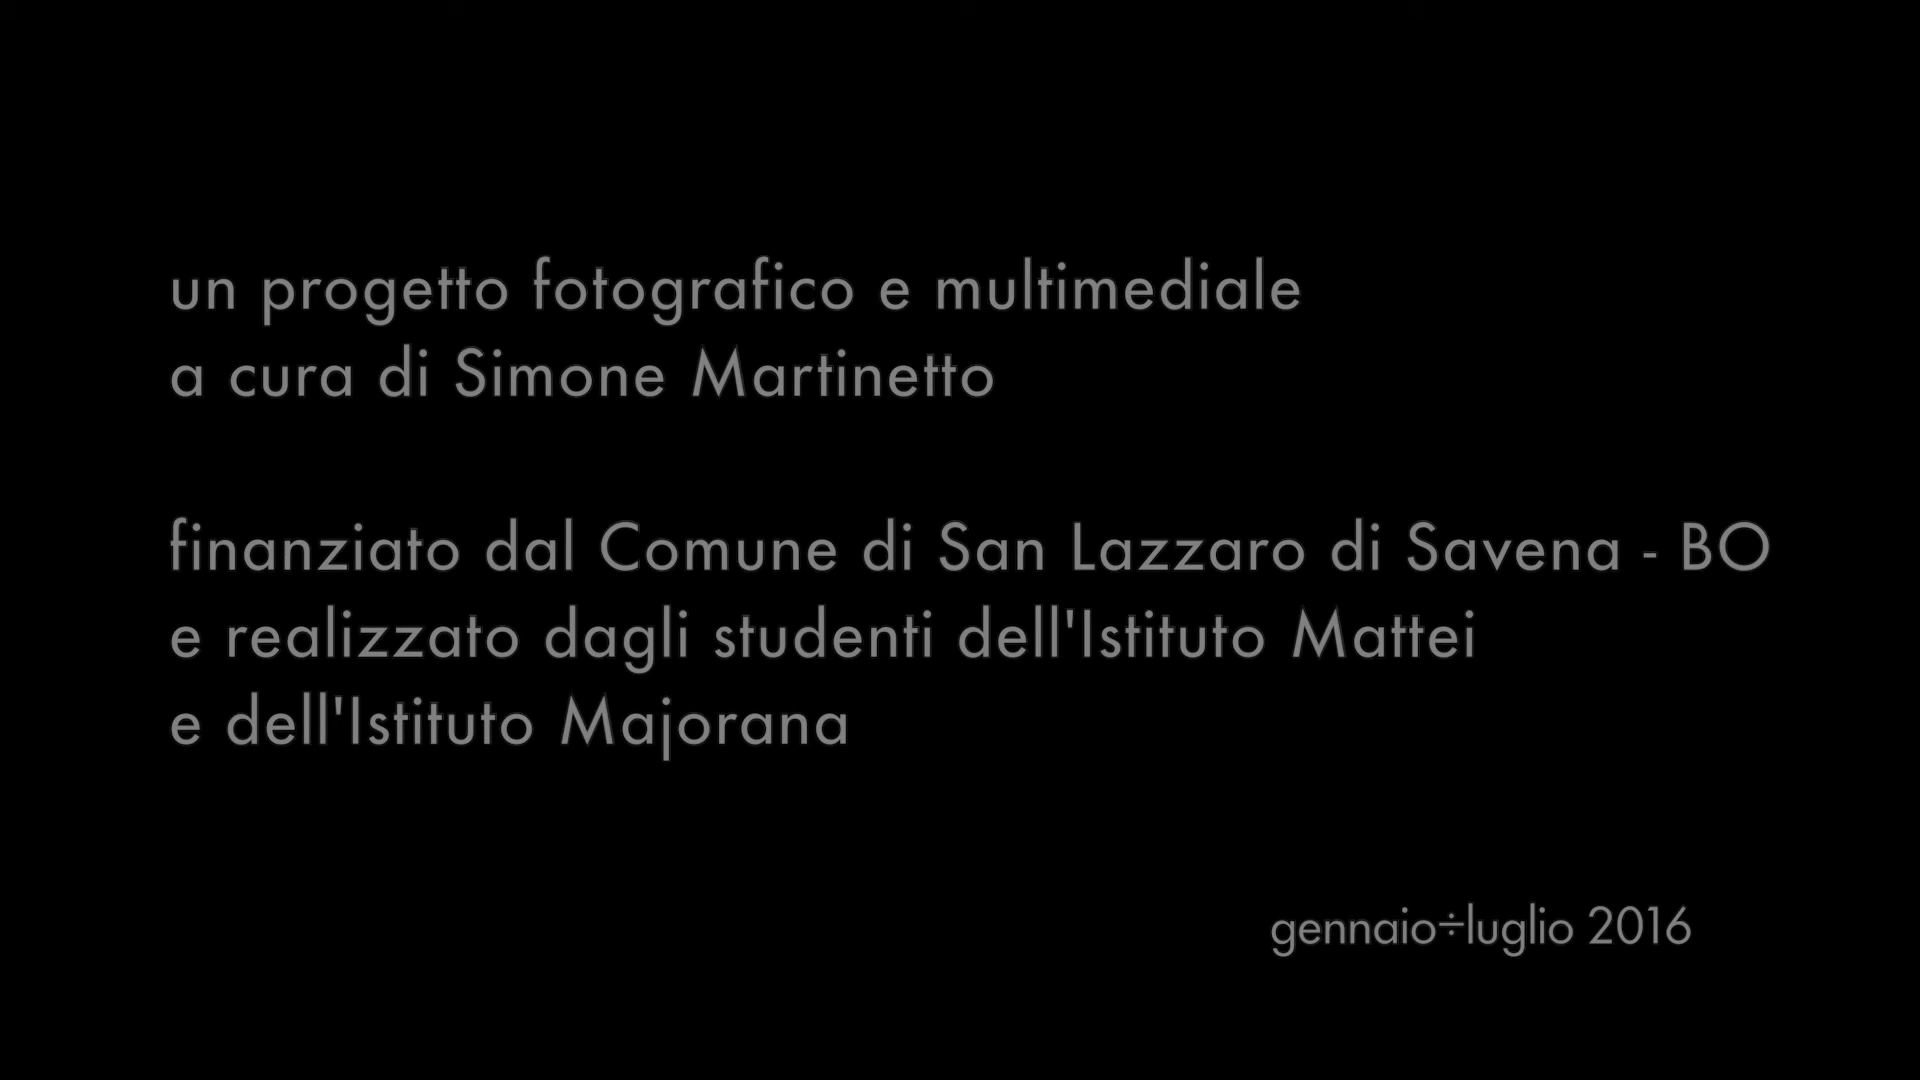 un progetto fotografico e multimediale
a cura di Simone Martinetto
finanziato dal Comune di San Lazzaro di Savena - BO
e realizzato dagli studenti dell'Istituto Mattei
e dell'Istituto Majorana
gennaio÷luglio 2016